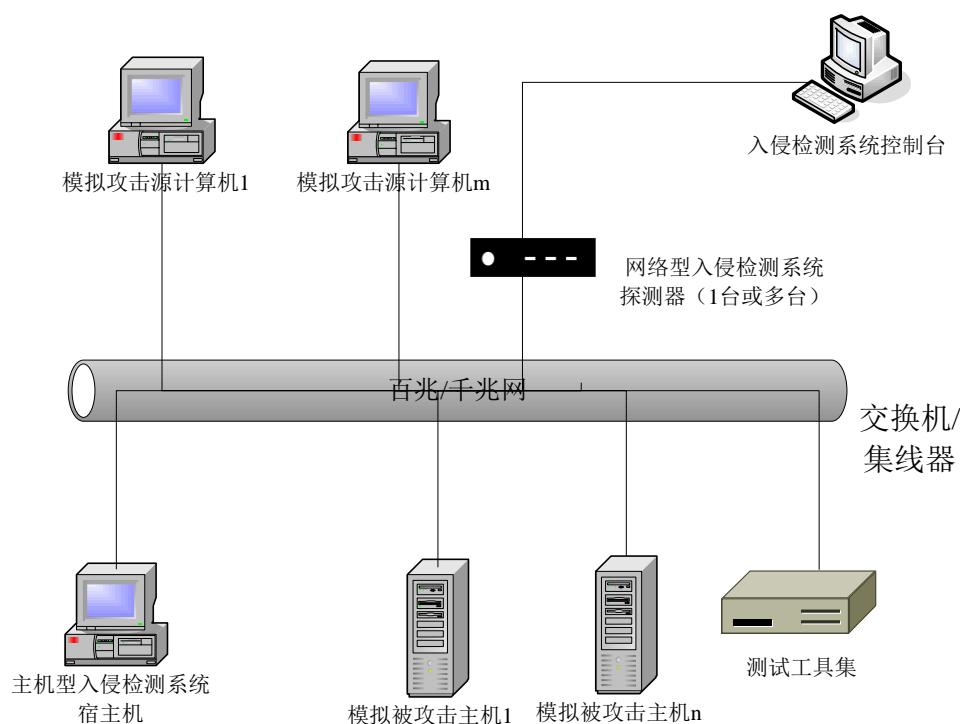 入侵检测系统控制台
模拟攻击源计算机1
模拟攻击源计算机m
网络型入侵检测系统
探测器（1台或多台）
百兆/千兆网
交换机/
集线器
主机型入侵检测系统
宿主机
模拟被攻击主机1
模拟被攻击主机n
测试工具集